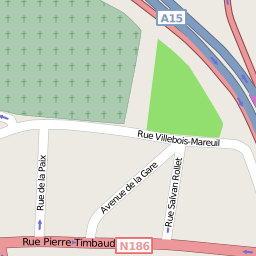 A15
Rue Villebois-Mareuil
Rue de la Paix
Avenue de la Gare
Rue Salvan Rollet
Rue Pierre Timbaud
N186